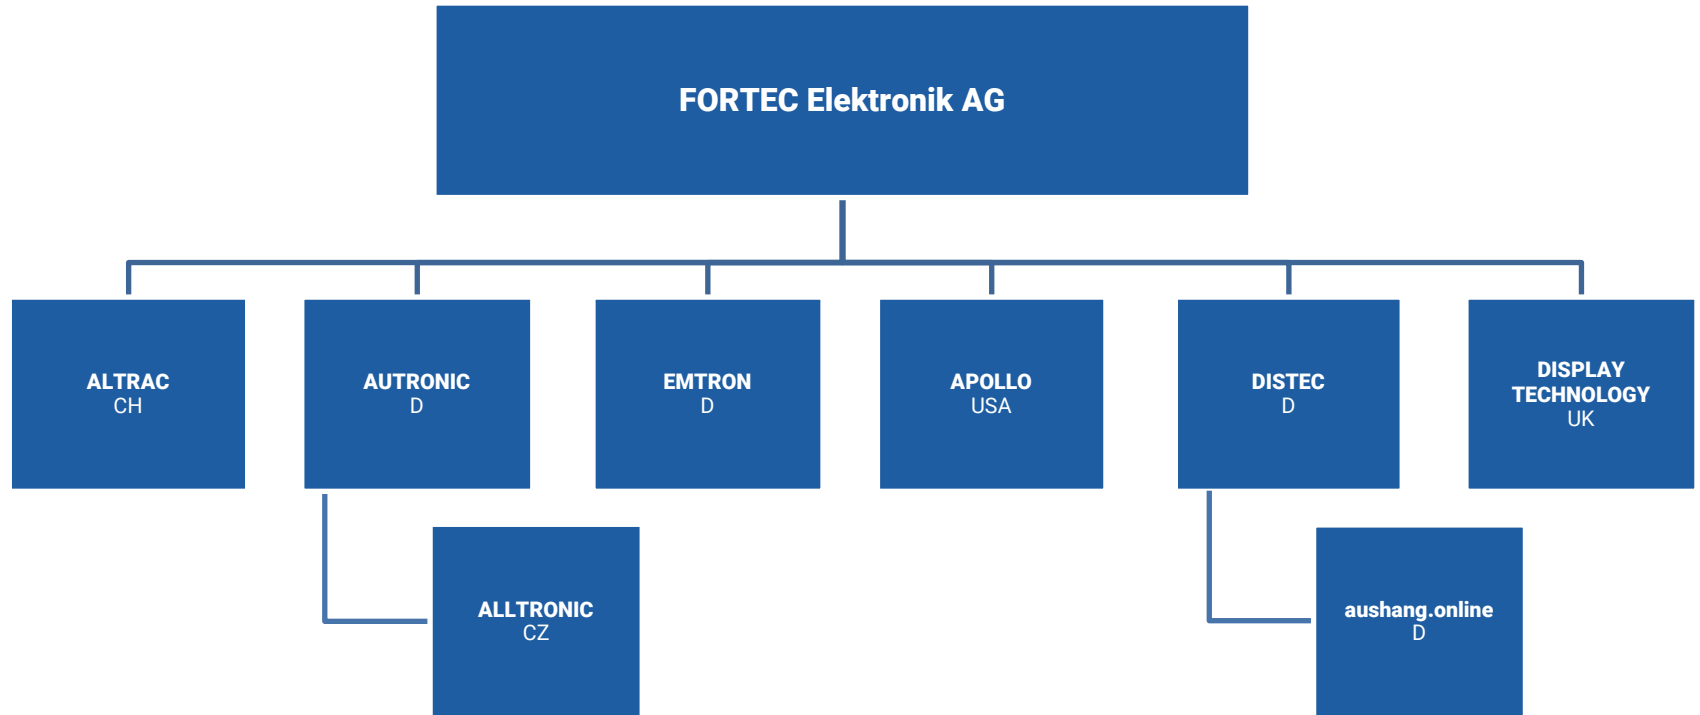 FORTEC Elektronik AG
ALTRAC
CH
AUTRONIC
D
EMTRON
D
APOLLO
USA
DISTEC
D
DISPLAY
TECHNOLOGY
UK
ALLTRONIC
CZ
aushang.online
D